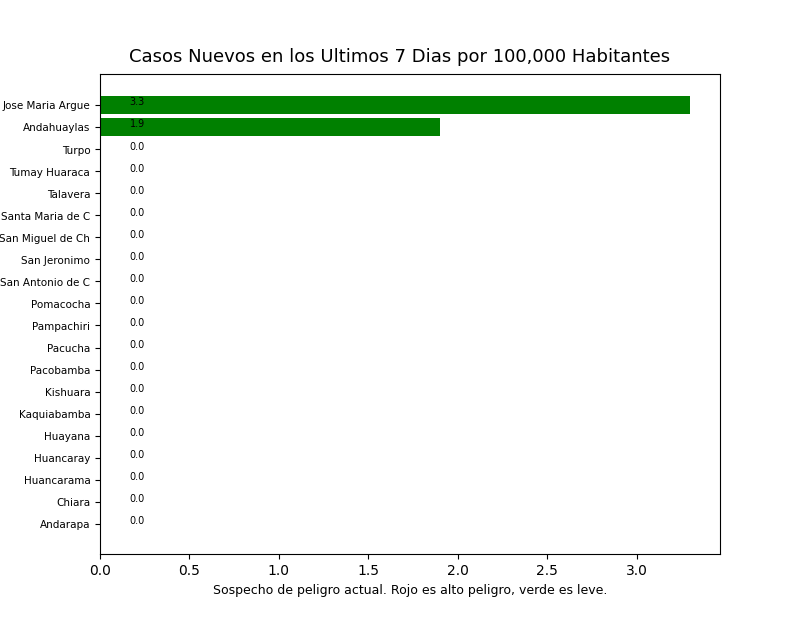 Casos Nuevos en los Ultimos 7 Dias por 100,000 Habitantes
Jose Maria Argue 3.3
Andahuaylas 1.9
Turpo 0.0
Tumay Huaraca 0.0
Talavera 0.0
Santa Maria de C 0.0
San Miguel de Ch 0.0
San Jeronimo 0.0
San Antonio de C 0.0
Pomacocha 0.0
Pampachiri 0.0
Pacucha 0.0
Pacobamba 0.0
Kishuara 0.0
Kaquiabamba 0.0
Huayana 0.0
Huancaray 0.0
Huancarama 0.0
Chiara 0.0
Andarapa 0.0
0.0 0.5 1.0 1.5 2.0 2.5 3.0
Sospecho de peligro actual. Rojo es alto peligro, verde es leve.